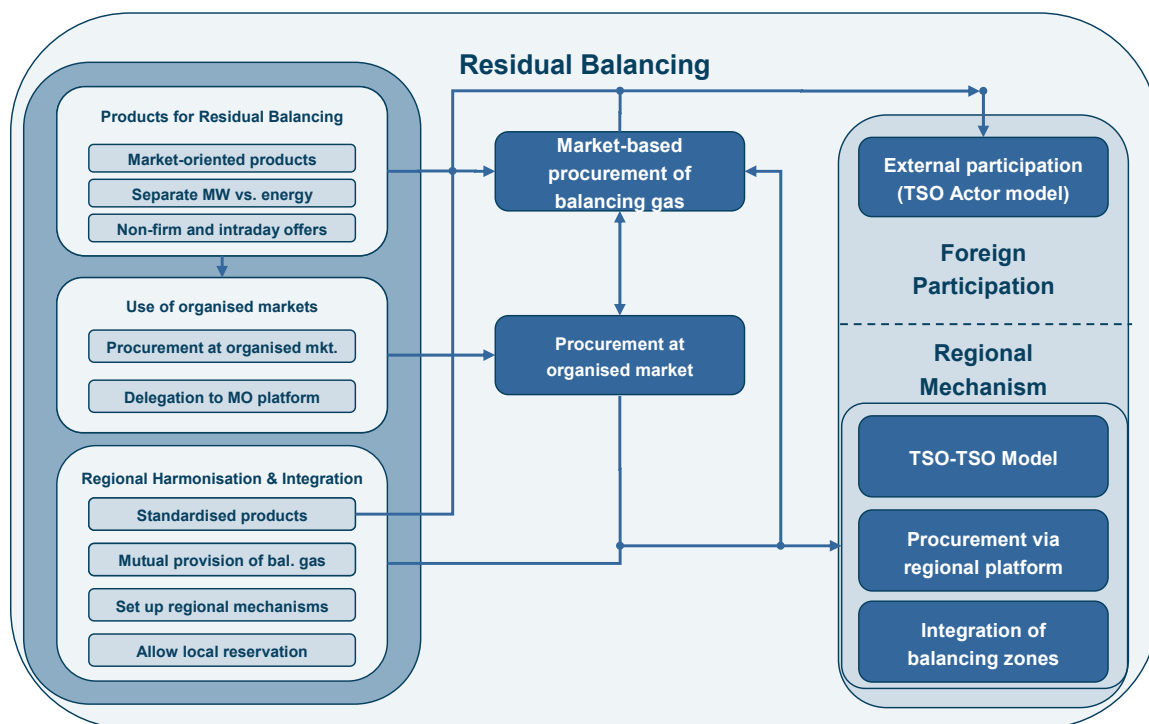 Residual Balancing
Products for Residual Balancing
Market-oriented products
Separate MW vs. energy
Non-firm and intraday offers
Use of organised markets
Procurement at organised mkt.
Delegation to MO platform
Regional Harmonisation & Integration
Standardised products
Mutual provision of bal. gas
Set up regional mechanisms
Allow local reservation
Market-based
procurement of
balancing gas
Procurement at
organised market
External participation
(TSO Actor model)
Foreign
Participation
Regional
Mechanism
TSO-TSO Model
Procurement via
regional platform
Integration of
balancing zones